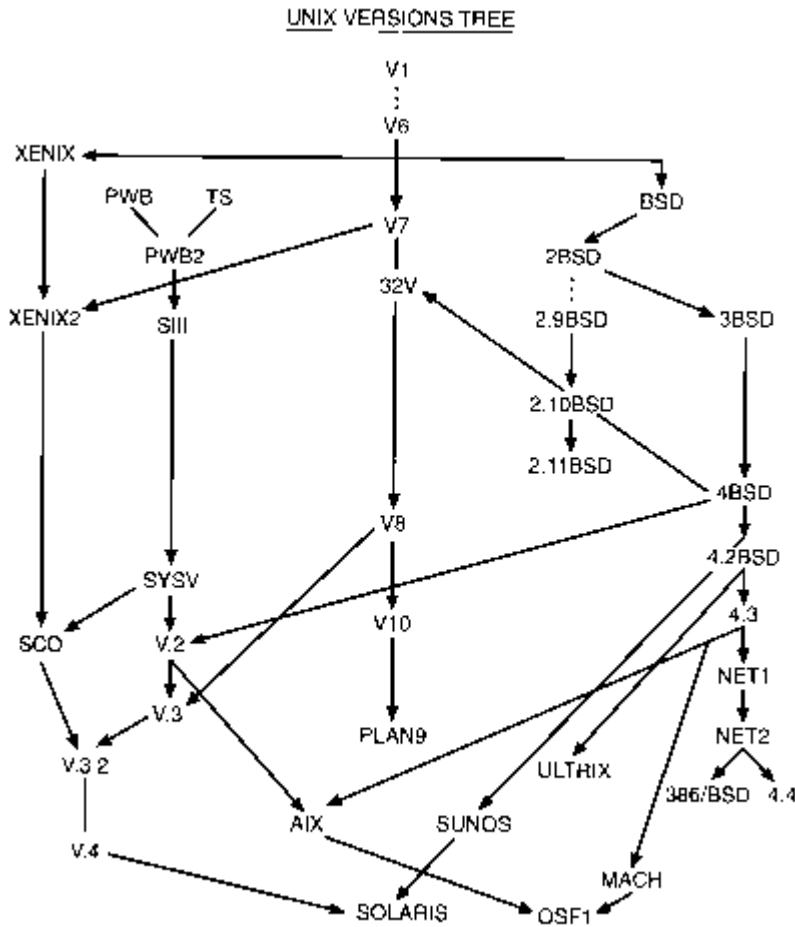 UNIX VERSIONS TREE
V1
V6
XENIX
PWB TS
BSD
V7
PWB2
2BSD
32V
XENIX2
SIII
2.9BSD
3BSD
2.10BSD
2.11BSD
4BSD
V8
4.2BSD
SYSV
4.3
V10
SCO
V.2
NET1
V.3
PLAN9
NET2
V.3 2
ULTRIX
386/BSD 4.4
AIX
SUNOS
V.4
MACH
SOLARIS
OSF1